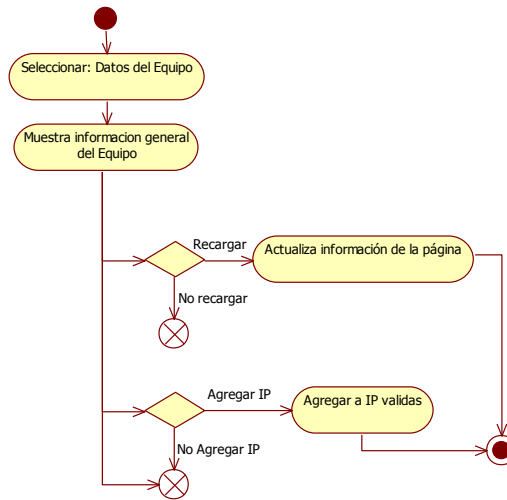 Seleccionar: Datos del Equipo
Muestra informacion general
del Equipo
Recargar
Actualiza información de la página
No recargar
Agregar IP
Agregar a IP validas
No Agregar IP